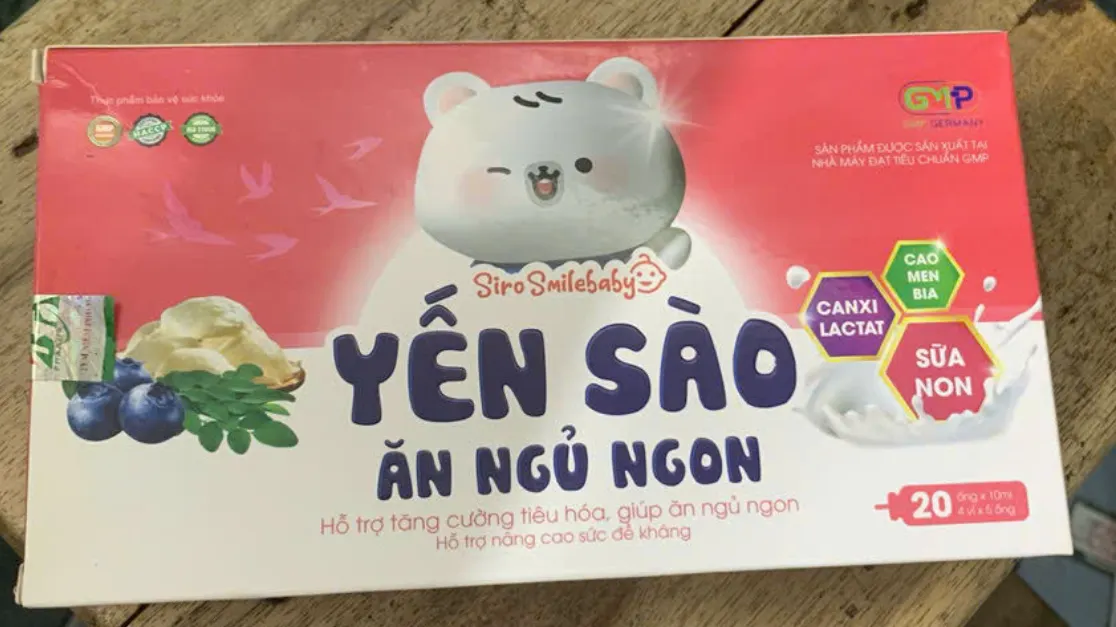 Thực phẩm bảo vệ sức khỏe
GMP
HACCP
GMP
GMP GERMANY
SẢN PHẨM ĐƯỢC SẢN XUẤT TẠI
NHÀ MÁY ĐẠT TIÊU CHUẨN GMP
Siro Smilebaby
CAO
MEN
BIA
CANXI
LACTAT
SỮA
NON
YẾN SÀO
ĂN NGỦ NGON
Hỗ trợ tăng cường tiêu hóa, giúp ăn ngủ ngon
Hỗ trợ nâng cao sức đề kháng
20
ống x 10ml
4 vỉ x 5 ống